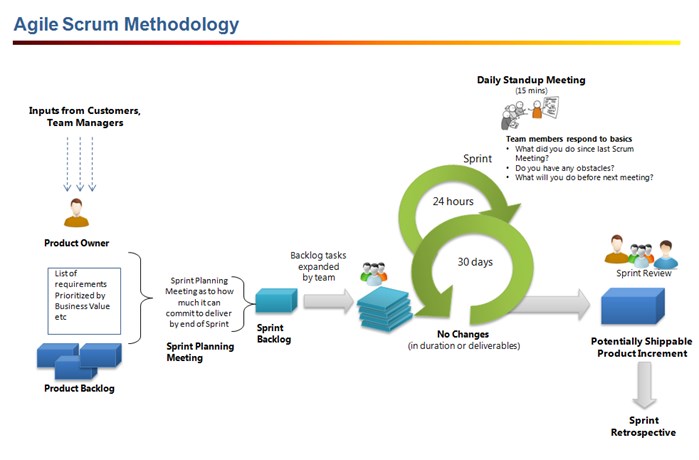 Agile Scrum Methodology
Inputs from Customers,
Team Managers
Product Owner
List of
requirements
Prioritized by
Business Value
etc
Product Backlog
Sprint Planning
Meeting as to how
much it can
commit to deliver
by end of Sprint
Sprint Planning
Meeting
Sprint
Backlog
Backlog tasks
expanded
by team
Daily Standup Meeting
(15 mins)
Team members respond to basics
• What did you do since last Scrum
Meeting?
• Do you have any obstacles?
• What will you do before next meeting?
Sprint
24 hours
30 days
No Changes
(in duration or deliverables)
Sprint Review
Potentially Shippable
Product Increment
Sprint
Retrospective